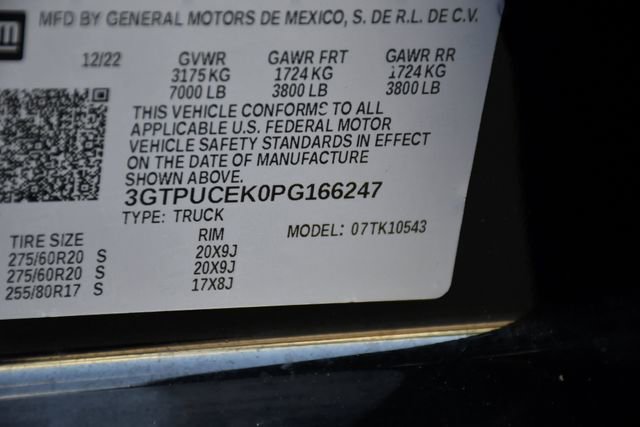 MFD BY GENERAL MOTORS DE MEXICO, S. DE R.L. DE C.V.
12/22 GVWR GAWR FRT GAWR RR
3175 KG 1724 KG 1724 KG
7000 LB 3800 LB 3800 LB
THIS VEHICLE CONFORMS TO ALL
APPLICABLE U.S. FEDERAL MOTOR
VEHICLE SAFETY STANDARDS IN EFFECT
ON THE DATE OF MANUFACTURE
SHOWN ABOVE.
3GTPUCEK0PG166247
TYPE: TRUCK MODEL: 07TK10543
TIRE SIZE RIM
275/60R20 S 20X9J
275/60R20 S 20X9J
255/80R17 S 17X8J